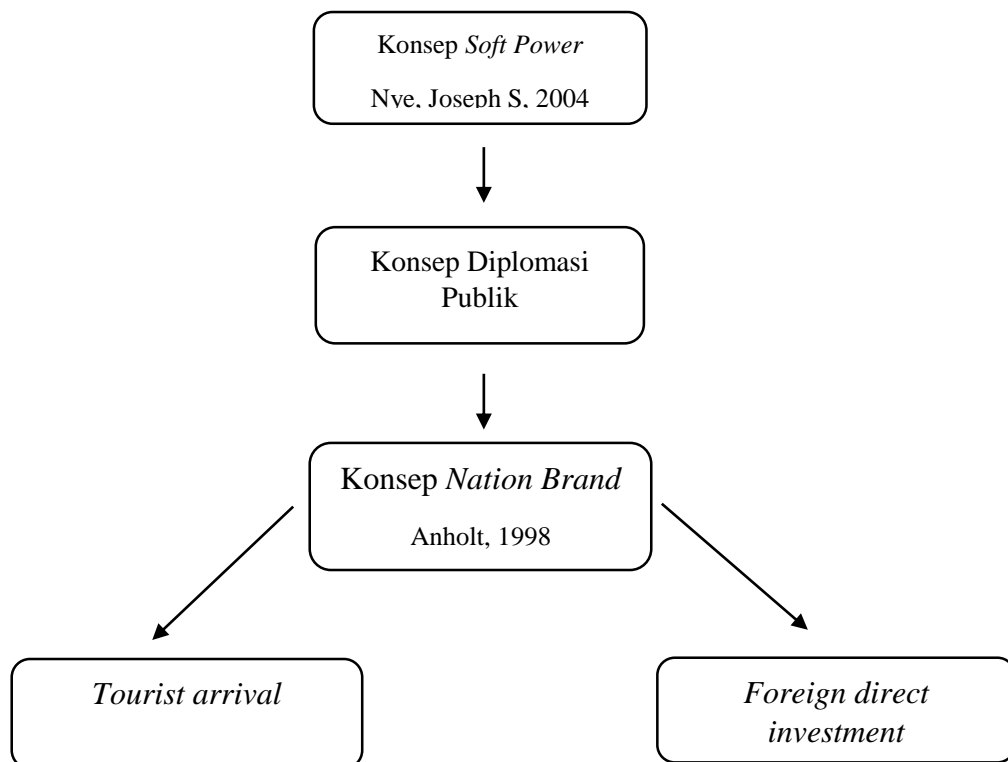 Konsep Soft Power
Nye, Joseph S, 2004
Konsep Diplomasi
Publik
Konsep Nation Brand
Anholt, 1998
Tourist arrival
Foreign direct
investment